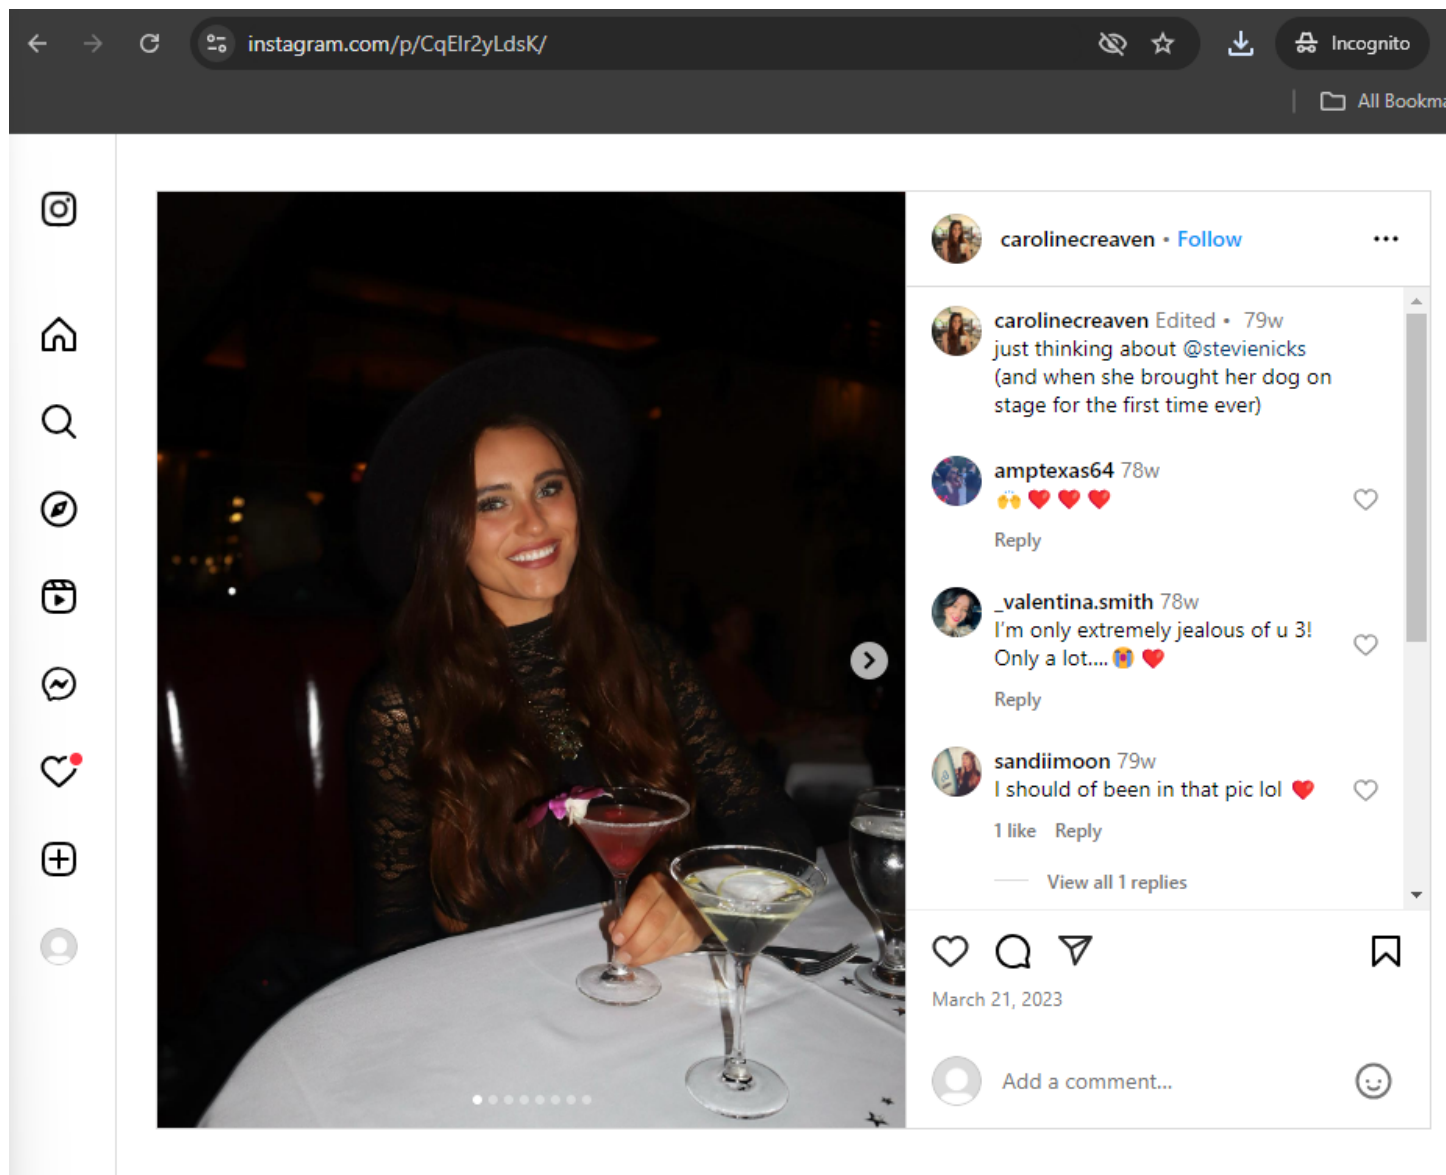 instagram.com/p/CqEIr2yLdsK/
Incognito
All Bookma
carolinecreaven • Follow
carolinecreaven Edited • 79w
just thinking about @stevienicks
(and when she brought her dog on
stage for the first time ever)
amptexas64 78w
🙌 ❤️ ❤️ ❤️
Reply
_valentina.smith 78w
I'm only extremely jealous of u 3!
Only a lot.... 😭 ❤️
Reply
sandiimoon 79w
I should of been in that pic lol ❤️
1 like Reply
View all 1 replies
March 21, 2023
Add a comment...